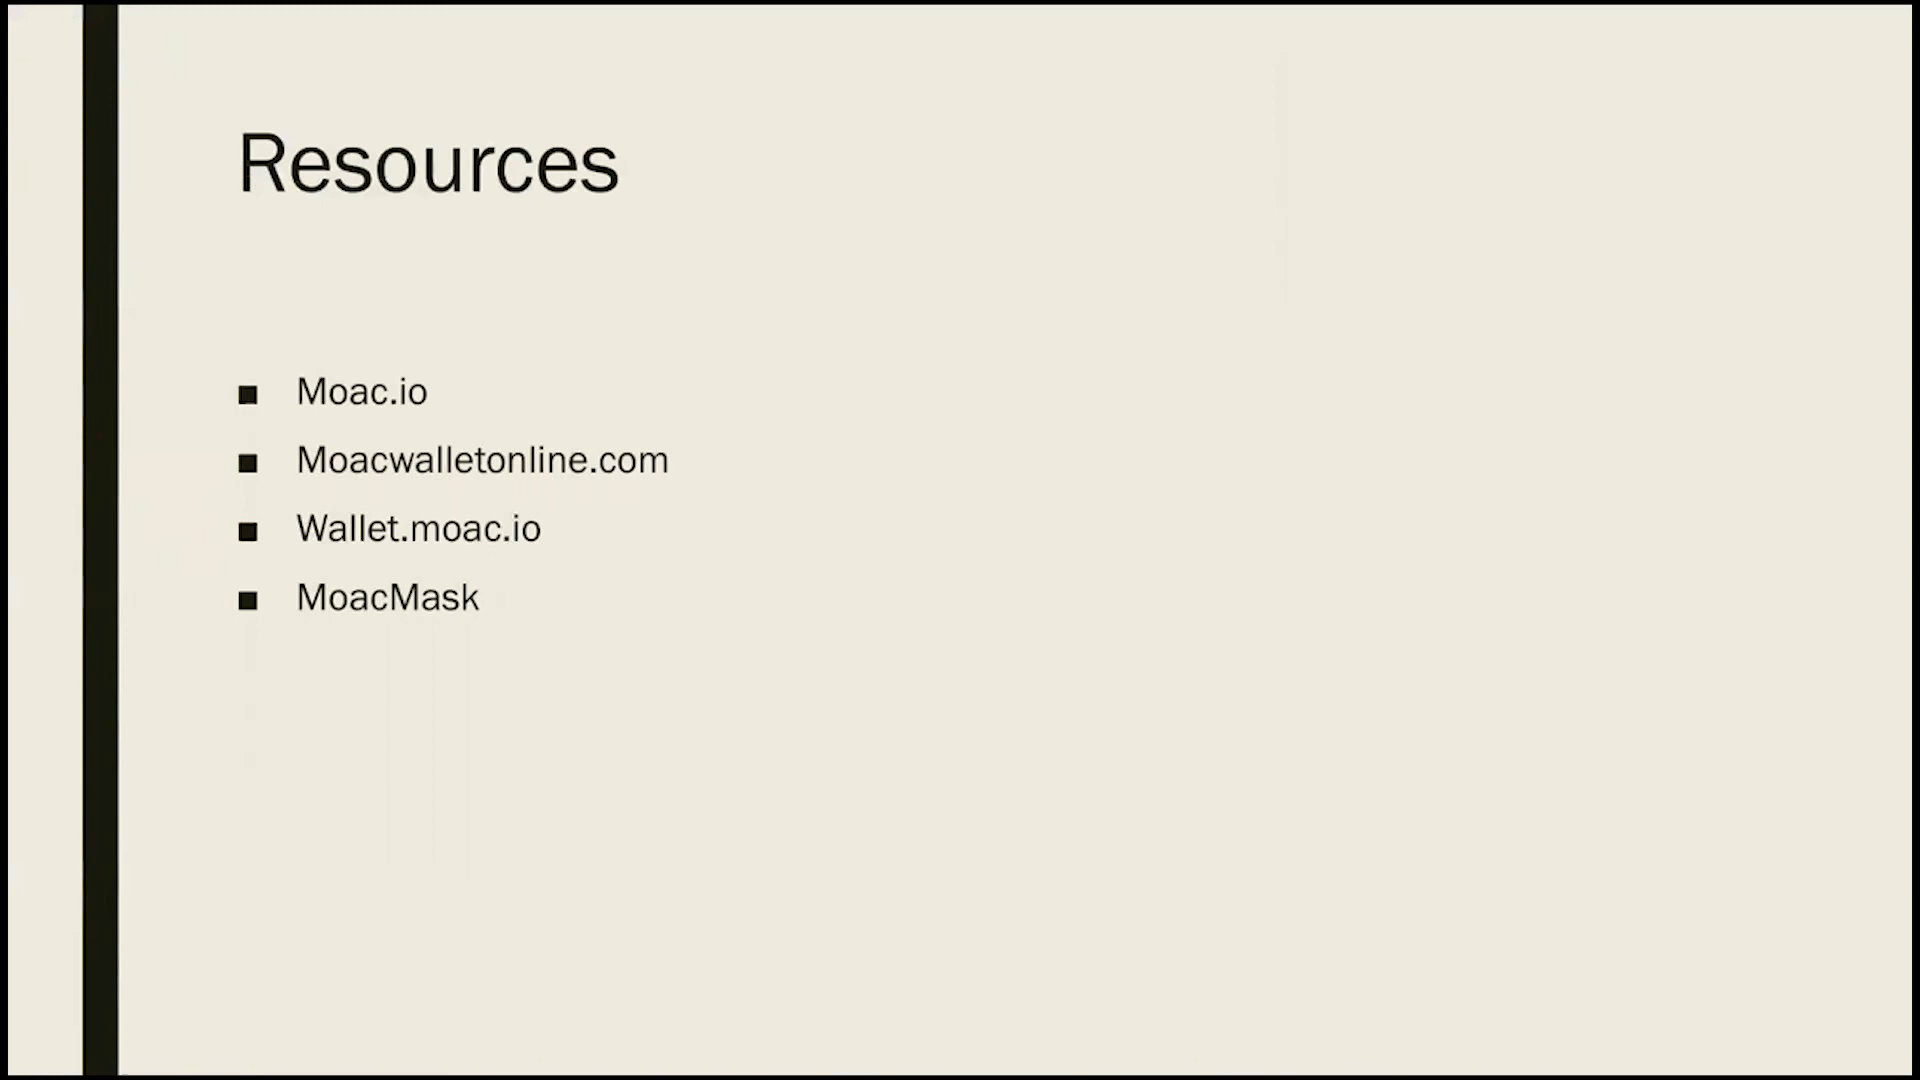 Resources
■ Moac.io
■ Moacwalletonline.com
■ Wallet.moac.io
■ MoacMask